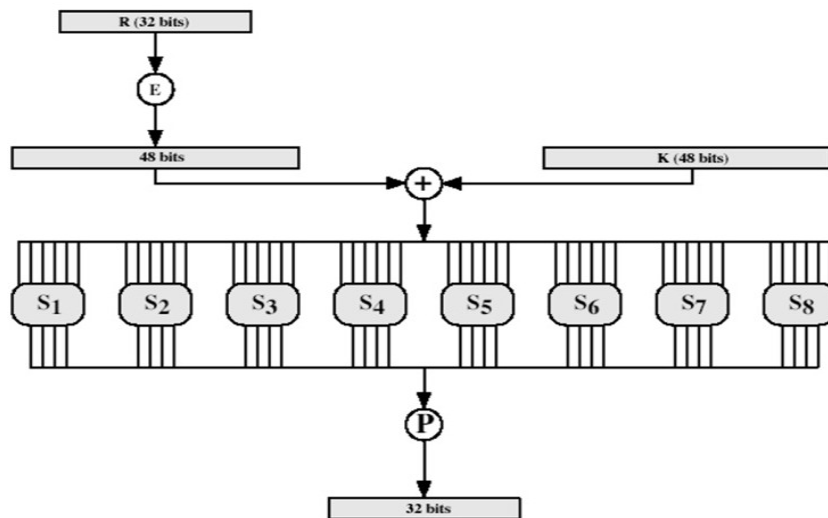 R (32 bits)
E
48 bits
K (48 bits)
+
S1 S2 S3 S4 S5 S6 S7 S8
P
32 bits